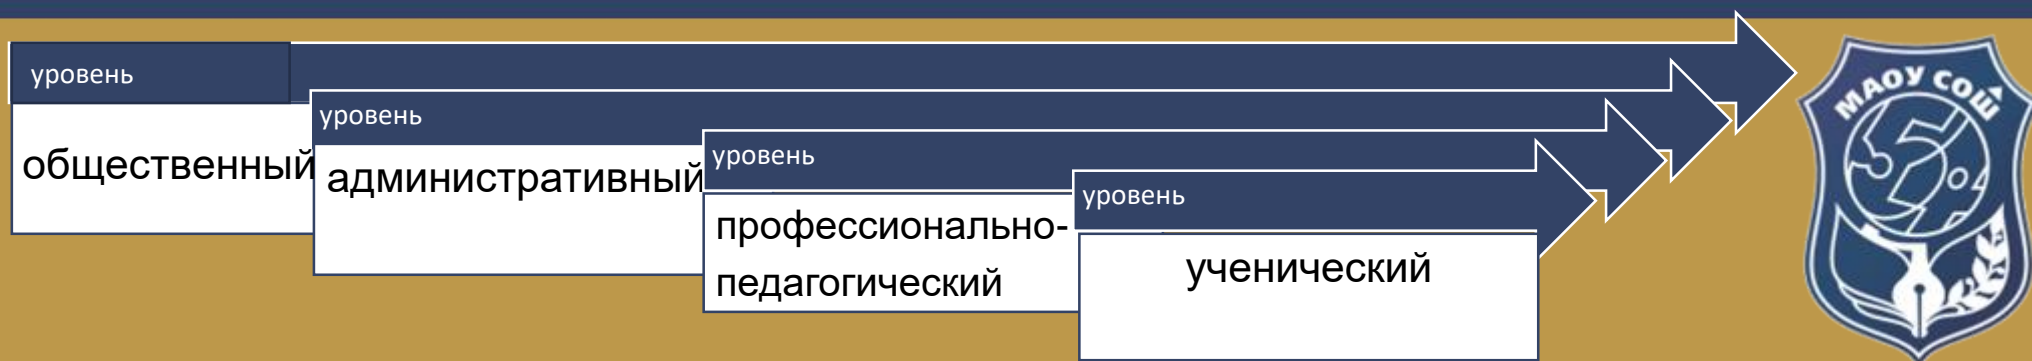 уровень
общественный
уровень
административный
уровень
профессионально-
педагогический
уровень
ученический
МАОУ СОШ